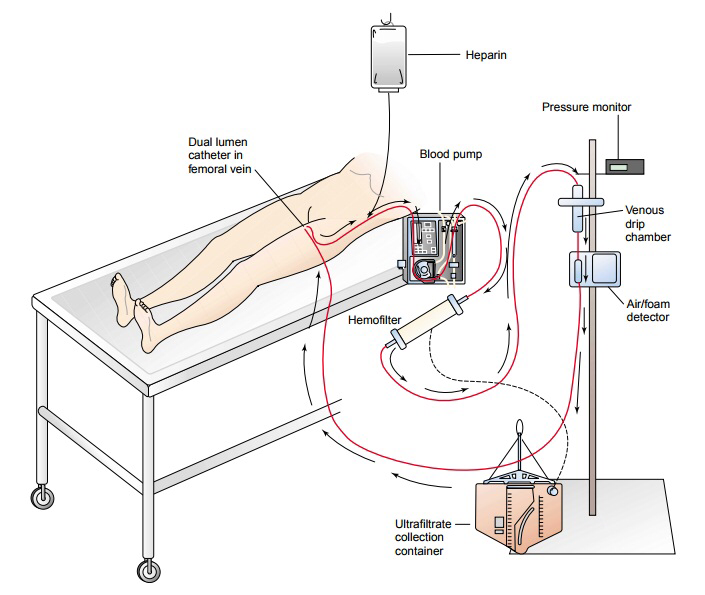 Heparin
Pressure monitor
Dual lumen
catheter in
femoral vein
Blood pump
Venous
drip
chamber
Air/foam
detector
Hemofilter
Ultrafiltrate
collection
container